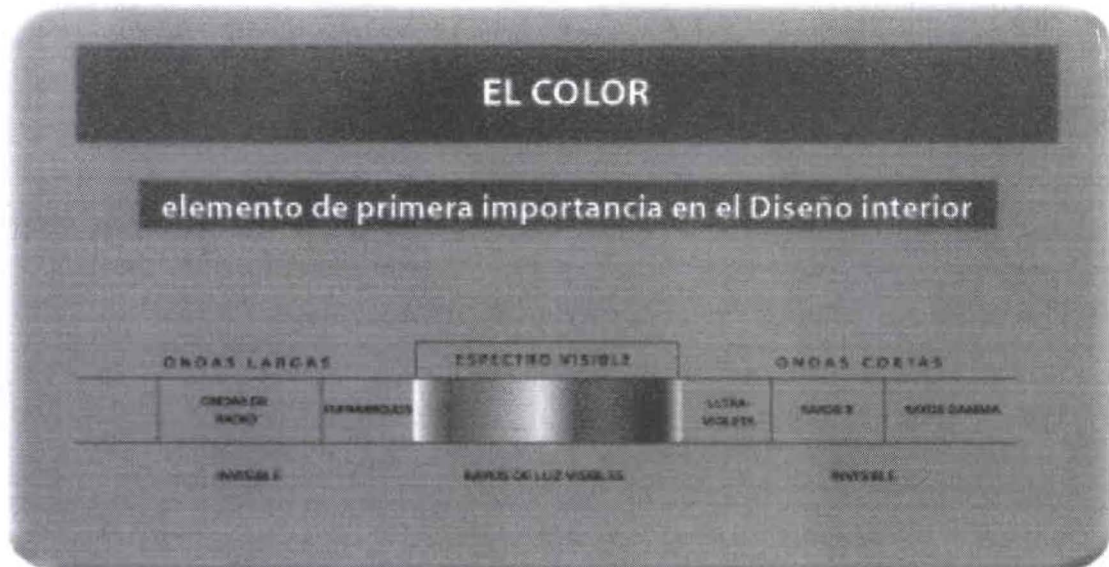 EL COLOR
elemento de primera importancia en el Diseño interior
ONDAS LARGAS
ESPECTRO VISIBLE
ONDAS CORTAS
ONDAS DE
RADIO
INFRARROJOS
ULTRA-
VIOLETA
RAYOS X
RAYOS GAMMA
INVISIBLE
RAYOS DE LUZ VISIBLES
INVISIBLE